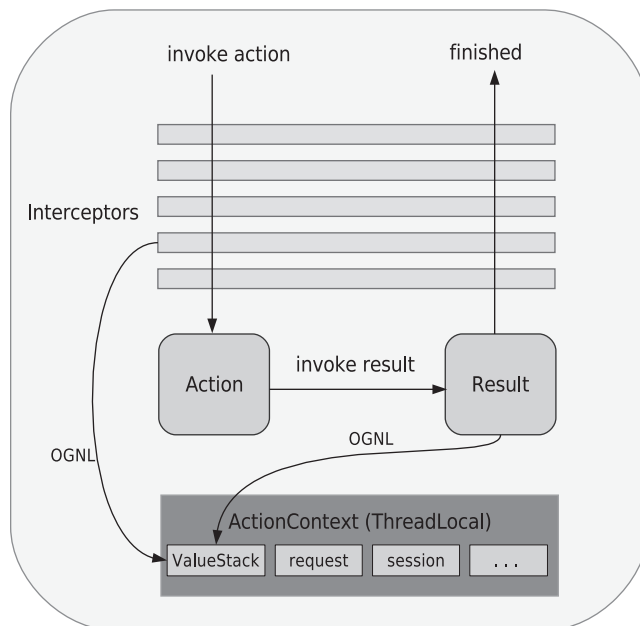 invoke action
finished
Interceptors
Action
invoke result
Result
OGNL
OGNL
ActionContext (ThreadLocal)
ValueStack
request
session
. . .